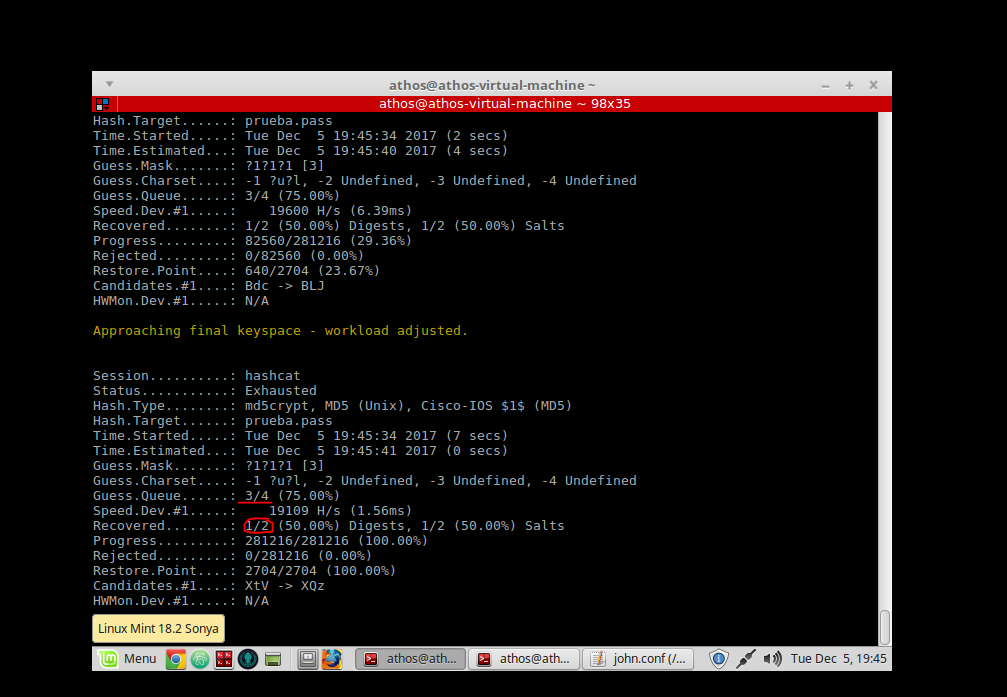 athos@athos-virtual-machine ~
athos@athos-virtual-machine ~ 98x35
Hash.Target......: prueba.pass
Time.Started.....: Tue Dec  5 19:45:34 2017 (2 secs)
Time.Estimated...: Tue Dec  5 19:45:40 2017 (4 secs)
Guess.Mask.......: ?1?1?1 [3]
Guess.Charset....: -1 ?u?l, -2 Undefined, -3 Undefined, -4 Undefined
Guess.Queue......: 3/4 (75.00%)
Speed.Dev.#1.....:    19600 H/s (6.39ms)
Recovered........: 1/2 (50.00%) Digests, 1/2 (50.00%) Salts
Progress.........: 82560/281216 (29.36%)
Rejected.........: 0/82560 (0.00%)
Restore.Point....: 640/2704 (23.67%)
Candidates.#1....: Bdc -> BLJ
HWMon.Dev.#1.....: N/A
Approaching final keyspace - workload adjusted.
Session..........: hashcat
Status...........: Exhausted
Hash.Type........: md5crypt, MD5 (Unix), Cisco-IOS $1$ (MD5)
Hash.Target......: prueba.pass
Time.Started.....: Tue Dec  5 19:45:34 2017 (7 secs)
Time.Estimated...: Tue Dec  5 19:45:41 2017 (0 secs)
Guess.Mask.......: ?1?1?1 [3]
Guess.Charset....: -1 ?u?l, -2 Undefined, -3 Undefined, -4 Undefined
Guess.Queue......: 3/4 (75.00%)
Speed.Dev.#1.....:    19109 H/s (1.56ms)
Recovered........: 1/2 (50.00%) Digests, 1/2 (50.00%) Salts
Progress.........: 281216/281216 (100.00%)
Rejected.........: 0/281216 (0.00%)
Restore.Point....: 2704/2704 (100.00%)
Candidates.#1....: XtV -> XQz
HWMon.Dev.#1.....: N/A
Linux Mint 18.2 Sonya
Menu athos@ath... athos@ath... john.conf (/... Tue Dec  5, 19:45